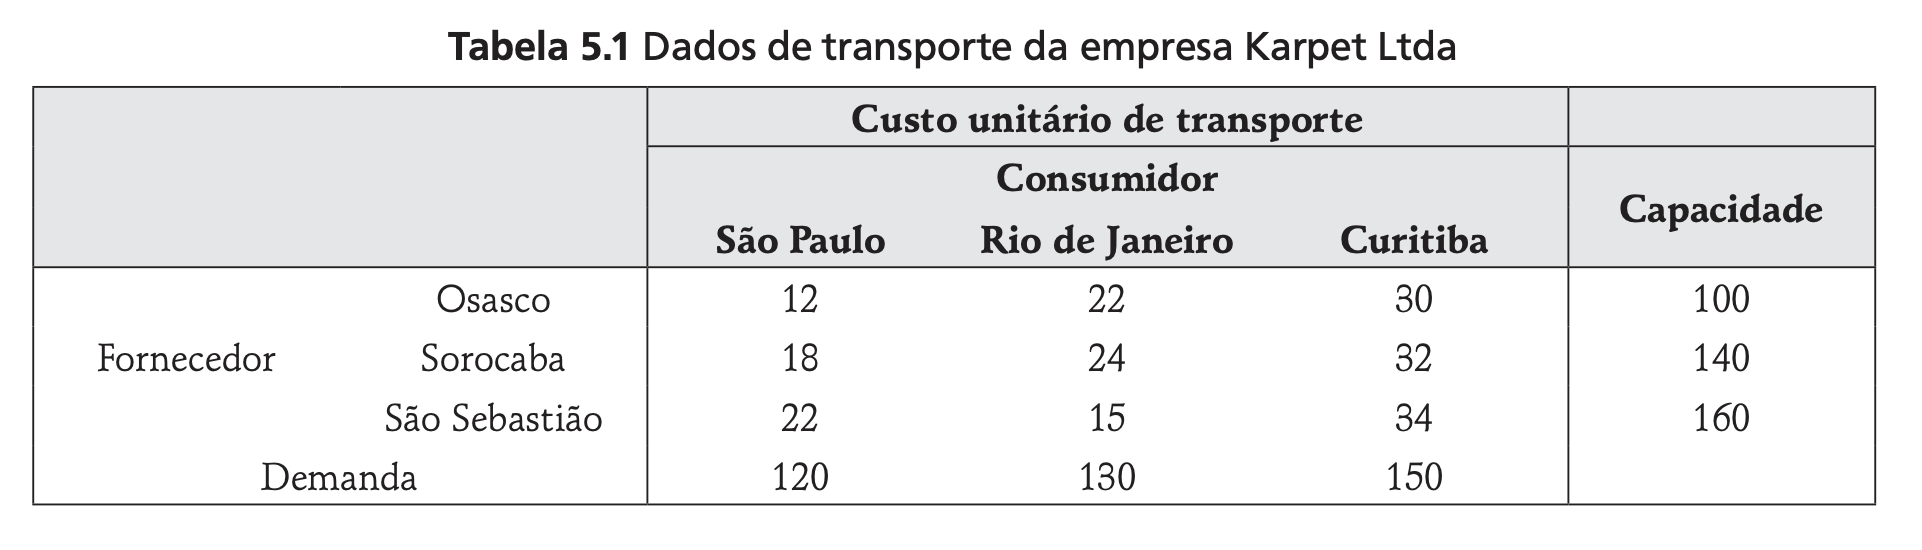 Tabela 5.1 Dados de transporte da empresa Karpet Ltda
Custo unitário de transporte
Consumidor
Capacidade
São Paulo Rio de Janeiro Curitiba
Osasco 12 22 30 100
Fornecedor Sorocaba 18 24 32 140
São Sebastião 22 15 34 160
Demanda 120 130 150